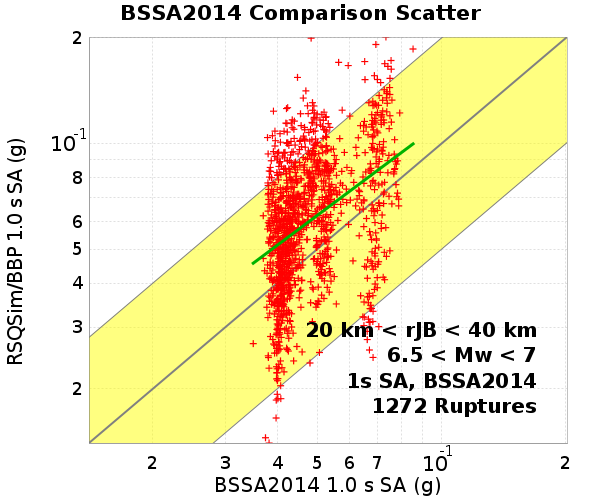 BSSA2014 Comparison Scatter
RSQSim/BBP 1.0 s SA (g)
2
10-1
8
6
5
4
3
2
20 km < rJB < 40 km
6.5 < Mw < 7
1s SA, BSSA2014
1272 Ruptures
2 3 4 5 6 7 10-1 2
BSSA2014 1.0 s SA (g)